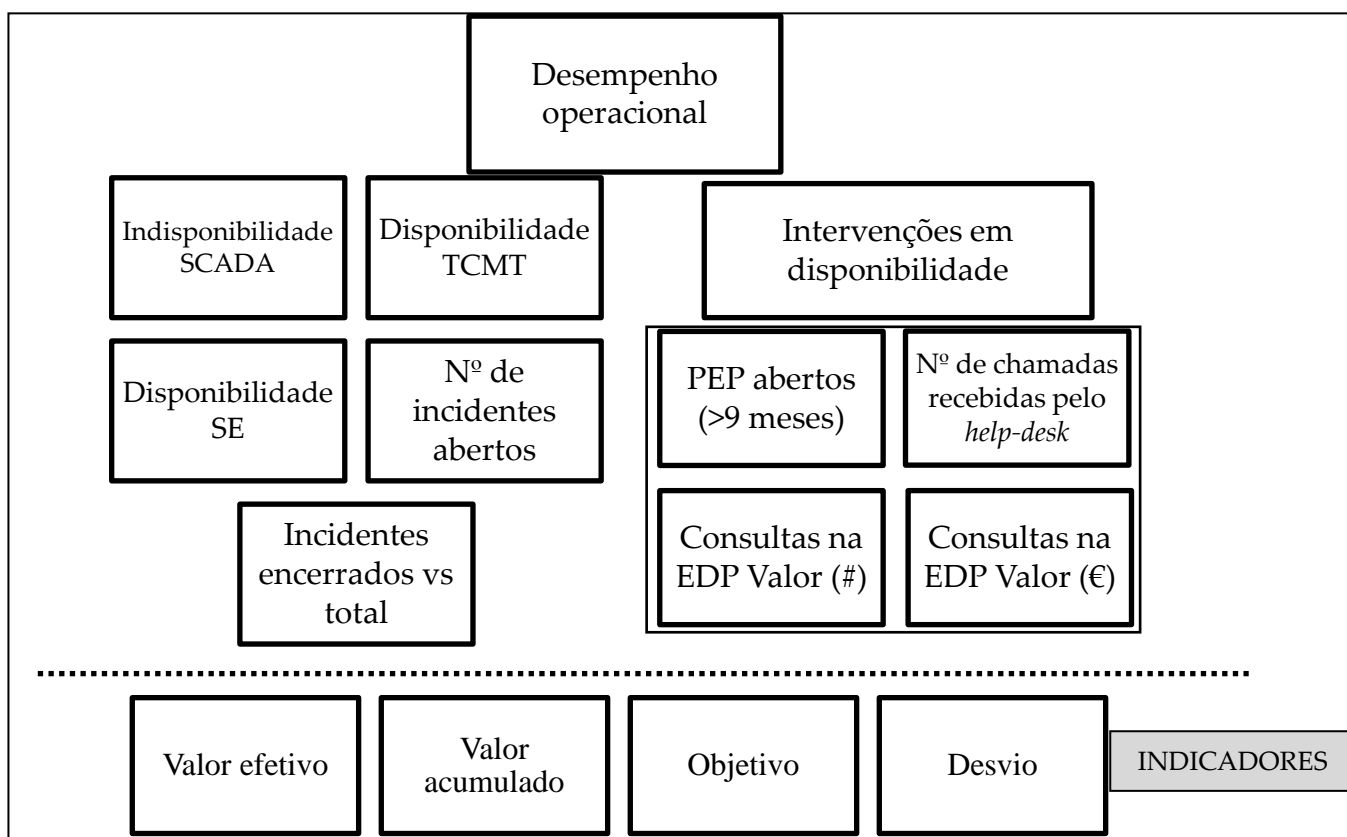 Desempenho
operacional
Indisponibilidade
SCADA
Disponibilidade
TCMT
Intervenções em
disponibilidade
Disponibilidade
SE
Nº de
incidentes
abertos
PEP abertos
(>9 meses)
Nº de chamadas
recebidas pelo
help-desk
Incidentes
encerrados vs
total
Consultas na
EDP Valor (#)
Consultas na
EDP Valor (€)
Valor efetivo
Valor
acumulado
Objetivo
Desvio
INDICADORES